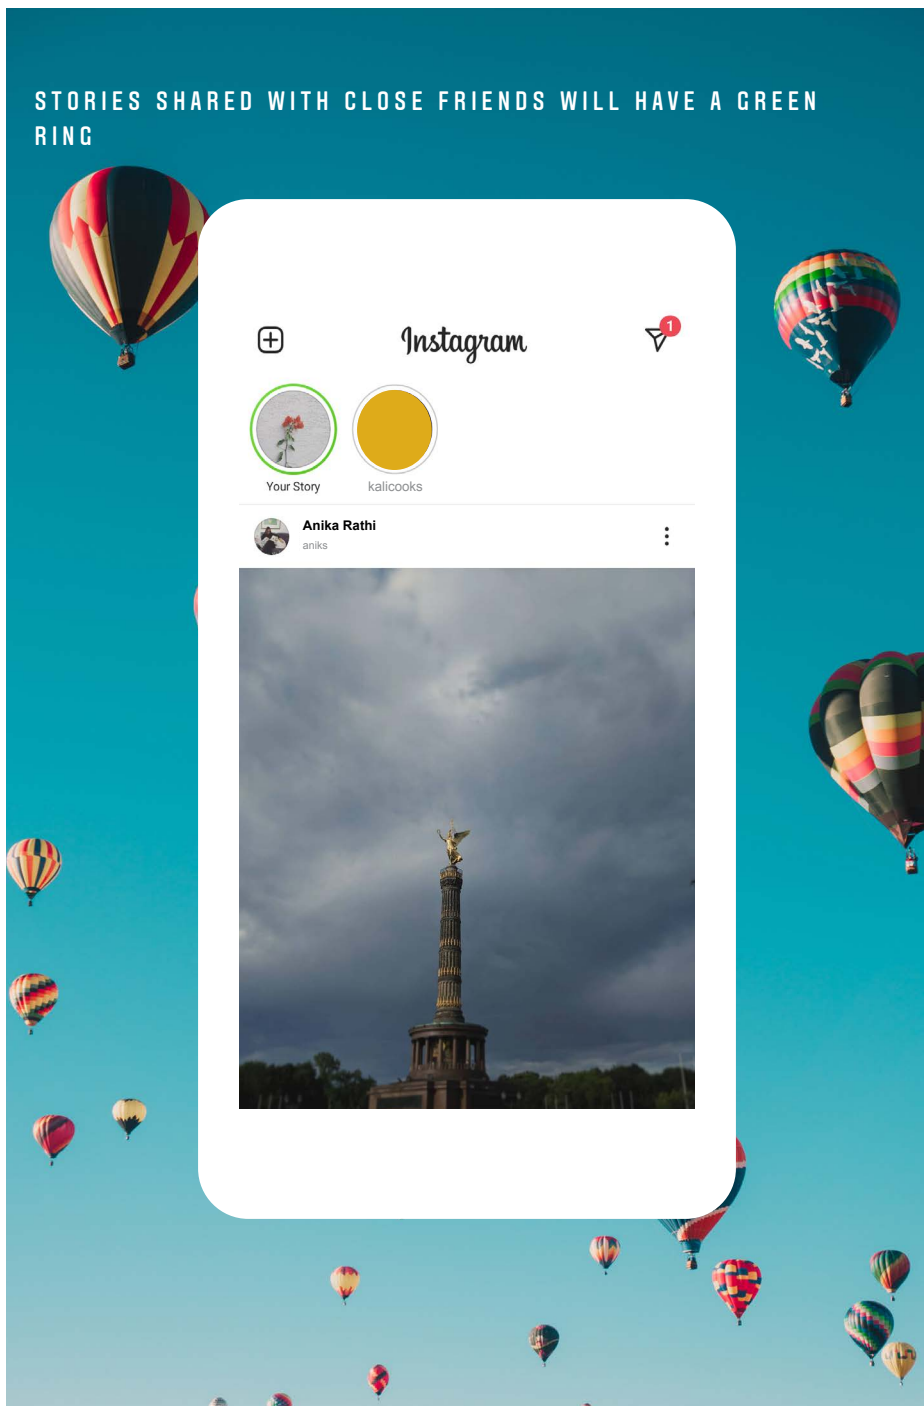 STORIES SHARED WITH CLOSE FRIENDS WILL HAVE A GREEN
RING
Instagram
1
Your Story
kalicooks
Anika Rathi
aniks